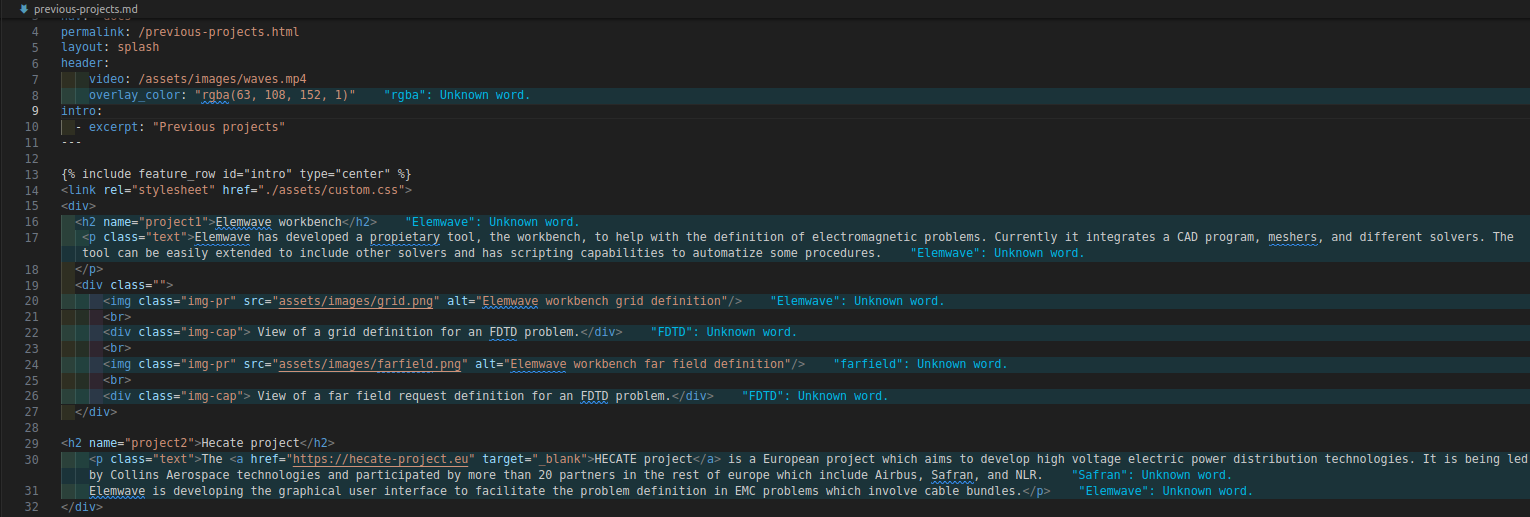 previous-projects.md
3 nav: docs
4 permalink: /previous-projects.html
5 layout: splash
6 header:
7 video: /assets/images/waves.mp4
8 overlay_color: "rgba(63, 108, 152, 1)" "rgba": Unknown word.
9 intro:
10 - excerpt: "Previous projects"
11 ---
12
13 {% include feature_row id="intro" type="center" %}
14 <link rel="stylesheet" href="./assets/custom.css">
15 <div>
16 <h2 name="project1">Elemwave workbench</h2> "Elemwave": Unknown word.
17 <p class="text">Elemwave has developed a propietary tool, the workbench, to help with the definition of electromagnetic problems. Currently it integrates a CAD program, meshers, and different solvers. The
tool can be easily extended to include other solvers and has scripting capabilities to automatize some procedures. "Elemwave": Unknown word.
18 </p>
19 <div class="">
20 <img class="img-pr" src="assets/images/grid.png" alt="Elemwave workbench grid definition"/> "Elemwave": Unknown word.
21 <br>
22 <div class="img-cap"> View of a grid definition for an FDTD problem.</div> "FDTD": Unknown word.
23 <br>
24 <img class="img-pr" src="assets/images/farfield.png" alt="Elemwave workbench far field definition"/> "farfield": Unknown word.
25 <br>
26 <div class="img-cap"> View of a far field request definition for an FDTD problem.</div> "FDTD": Unknown word.
27 </div>
28
29 <h2 name="project2">Hecate project</h2>
30 <p class="text">The <a href="https://hecate-project.eu" target="_blank">HECATE project</a> is a European project which aims to develop high voltage electric power distribution technologies. It is being led
by Collins Aerospace technologies and participated by more than 20 partners in the rest of europe which include Airbus, Safran, and NLR. "Safran": Unknown word.
31 Elemwave is developing the graphical user interface to facilitate the problem definition in EMC problems which involve cable bundles.</p> "Elemwave": Unknown word.
32 </div>